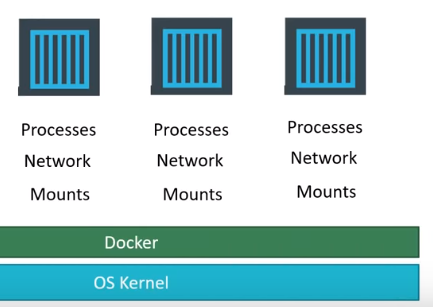 Processes
Network
Mounts
Processes
Network
Mounts
Processes
Network
Mounts
Docker
OS Kernel